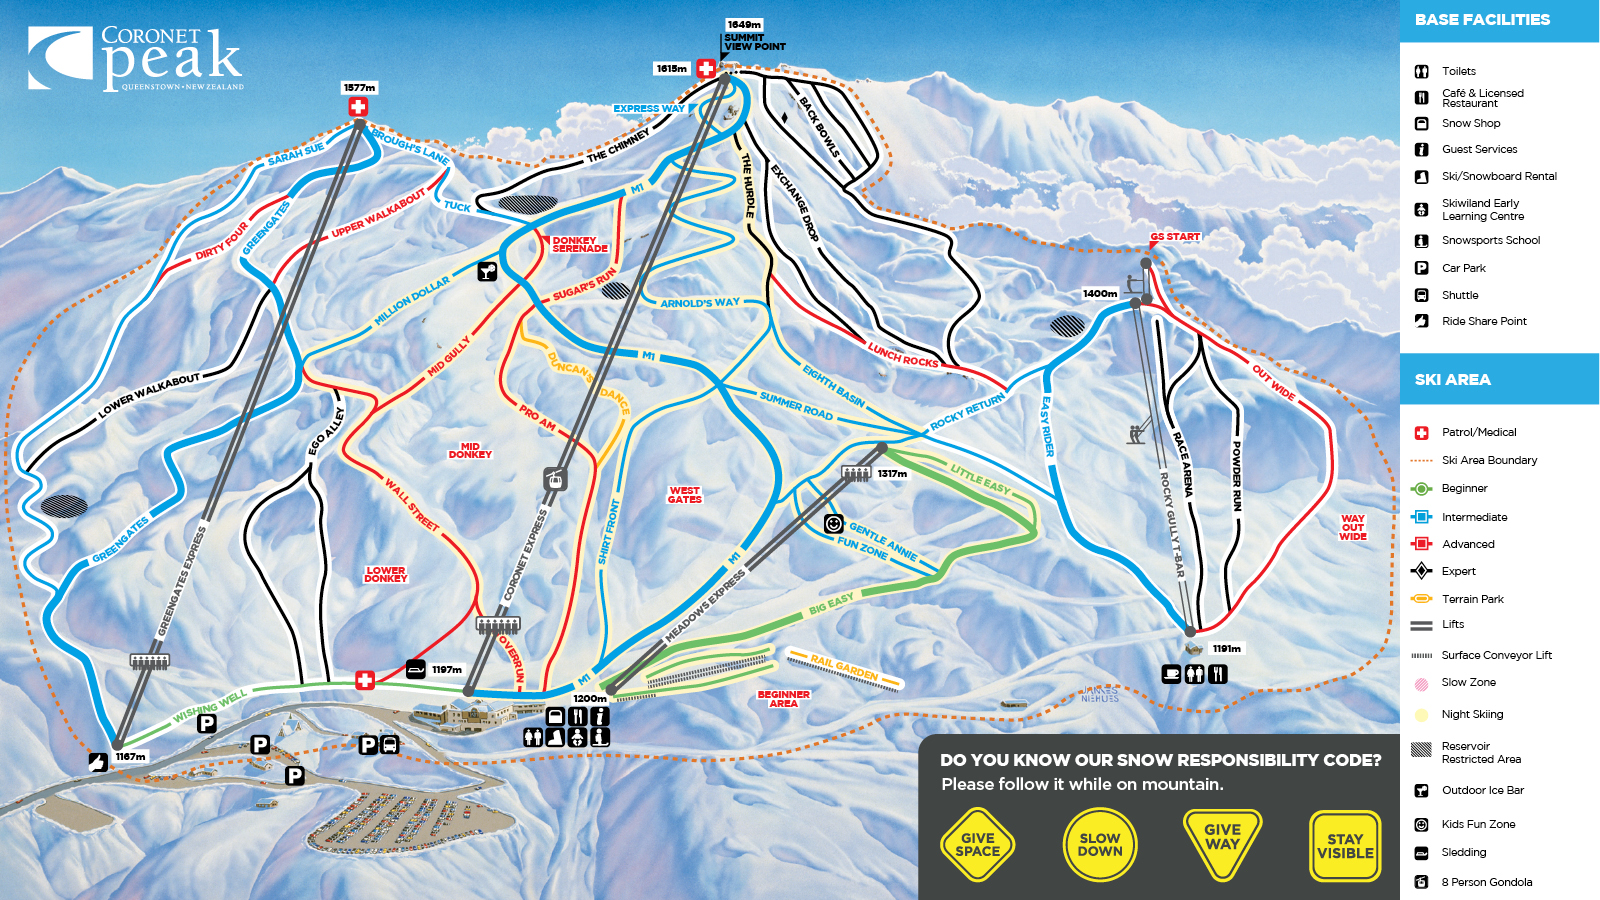 CORONET
peak
QUEENSTOWN • NEW ZEALAND
1649m
SUMMIT
VIEW POINT
1615m
1577m
EXPRESS WAY
BACK BOWLS
THE CHIMNEY
BROUGH'S LANE
SARAH SUE
THE HURDLE
EXCHANGE DROP
M1
TUCK
UPPER WALKABOUT
GREENGATES
DIRTY FOUR
DONKEY
SERENADE
GS START
SUGAR'S RUN
MILLION DOLLAR
ARNOLD'S WAY
1400m
MID GULLY
M1
LUNCH ROCKS
DUNCAN'S
DANCE
EIGHTH BASIN
OUT WIDE
LOWER WALKABOUT
SUMMER ROAD
ROCKY RETURN
EASY RIDER
PRO AM
EGO ALLEY
MID
DONKEY
RACE ARENA
POWDER RUN
ROCKY GULLY T-BAR
1317m
LITTLE EASY
WALL STREET
WEST
GATES
WAY
OUT
WIDE
GENTLE ANNIE
FUN ZONE
GREENGATES
SHIRT FRONT
CORONET EXPRESS
GREENGATES EXPRESS
M1
MEADOWS EXPRESS
LOWER
DONKEY
BIG EASY
OVERRUN
1191m
RAIL GARDEN
1197m
M1
1200m
BEGINNER
AREA
JAMES
NIEHUES
WISHING WELL
P
P
P
P
1167m
DO YOU KNOW OUR SNOW RESPONSIBILITY CODE?
Please follow it while on mountain.
GIVE
SPACE
SLOW
DOWN
GIVE
WAY
STAY
VISIBLE
BASE FACILITIES
Toilets
Café & Licensed
Restaurant
Snow Shop
Guest Services
Ski/Snowboard Rental
Skiwiland Early
Learning Centre
Snowsports School
P Car Park
Shuttle
Ride Share Point
SKI AREA
Patrol/Medical
Ski Area Boundary
Beginner
Intermediate
Advanced
Expert
Terrain Park
Lifts
Surface Conveyor Lift
Slow Zone
Night Skiing
Reservoir
Restricted Area
Outdoor Ice Bar
Kids Fun Zone
Sledding
8 Person Gondola